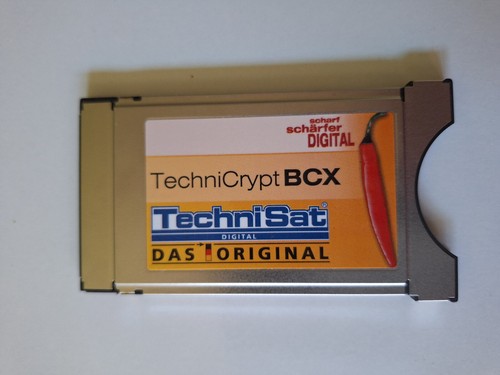 scharf
schärfer
DIGITAL
TechniCrypt BCX
TechniSat®
DIGITAL
DAS ORIGINAL